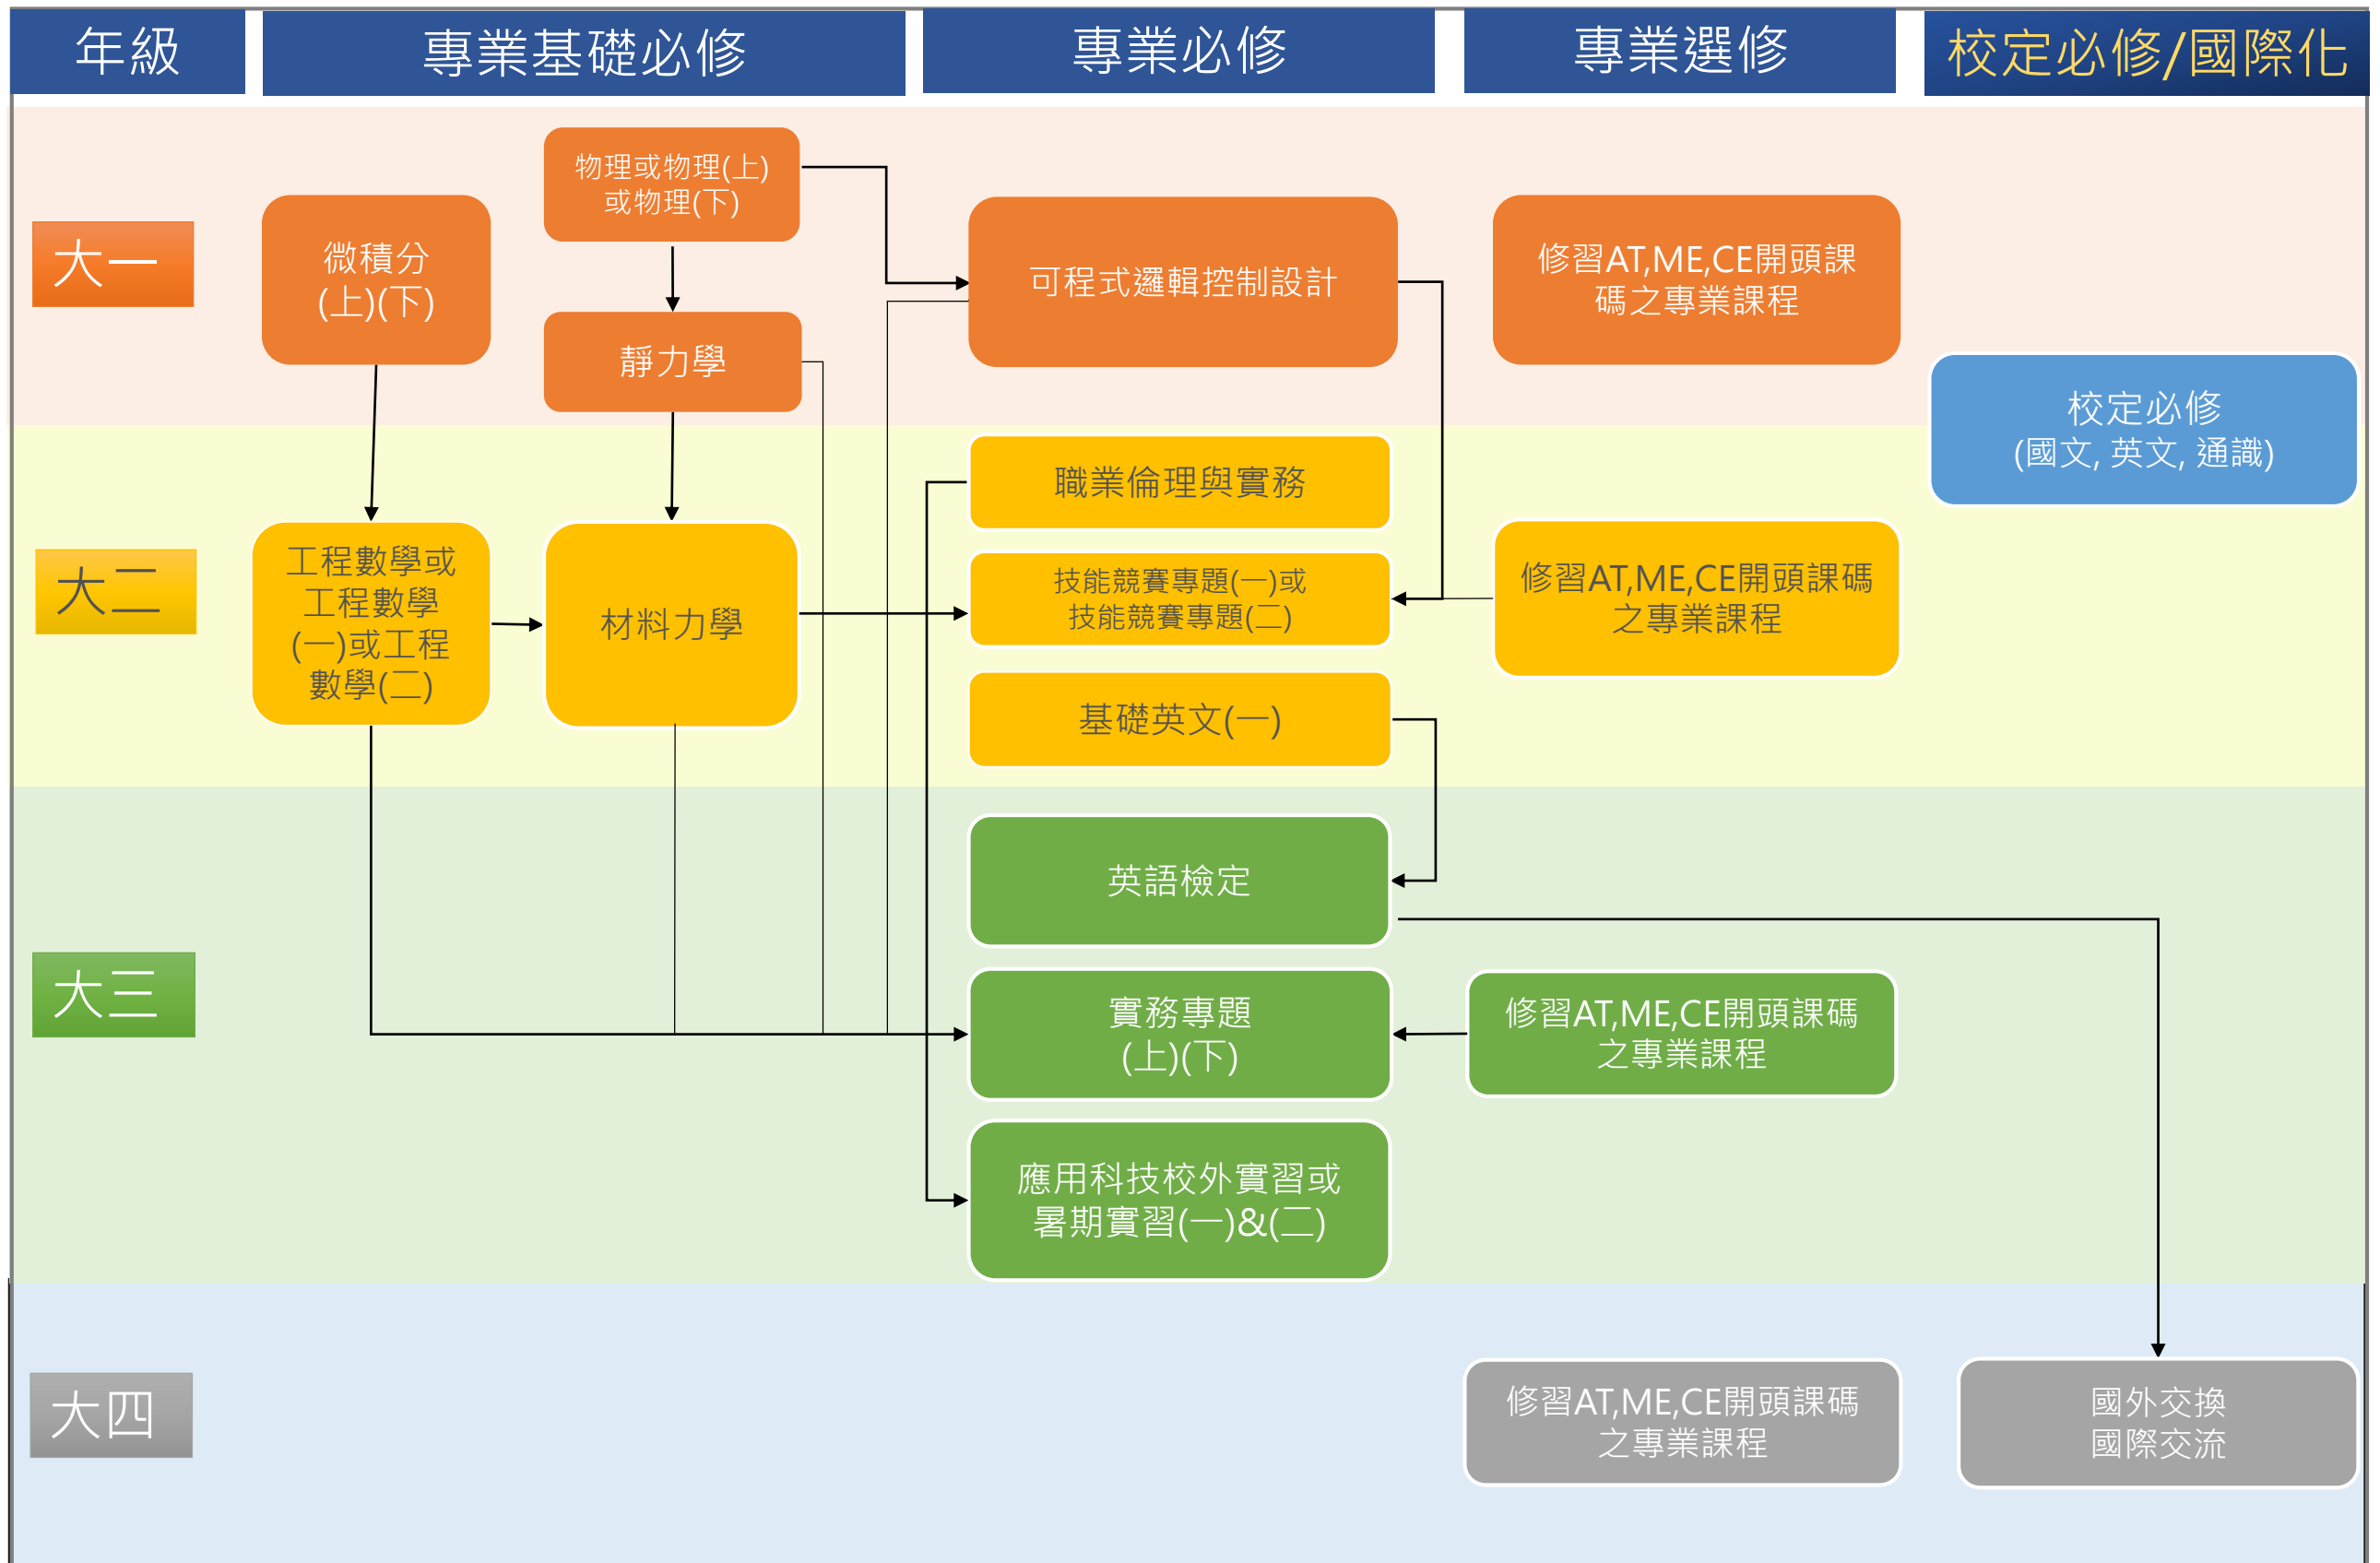 年級
專業基礎必修
專業必修
專業選修
校定必修/國際化
大一
微積分
(上)(下)
物理或物理(上)
或物理(下)
靜力學
可程式邏輯控制設計
修習AT,ME,CE開頭課
碼之專業課程
校定必修
(國文, 英文, 通識)
大二
工程數學或
工程數學
(一)或工程
數學(二)
材料力學
職業倫理與實務
技能競賽專題(一)或
技能競賽專題(二)
基礎英文(一)
修習AT,ME,CE開頭課碼
之專業課程
大三
英語檢定
實務專題
(上)(下)
應用科技校外實習或
暑期實習(一)&(二)
修習AT,ME,CE開頭課碼
之專業課程
大四
修習AT,ME,CE開頭課碼
之專業課程
國外交換
國際交流